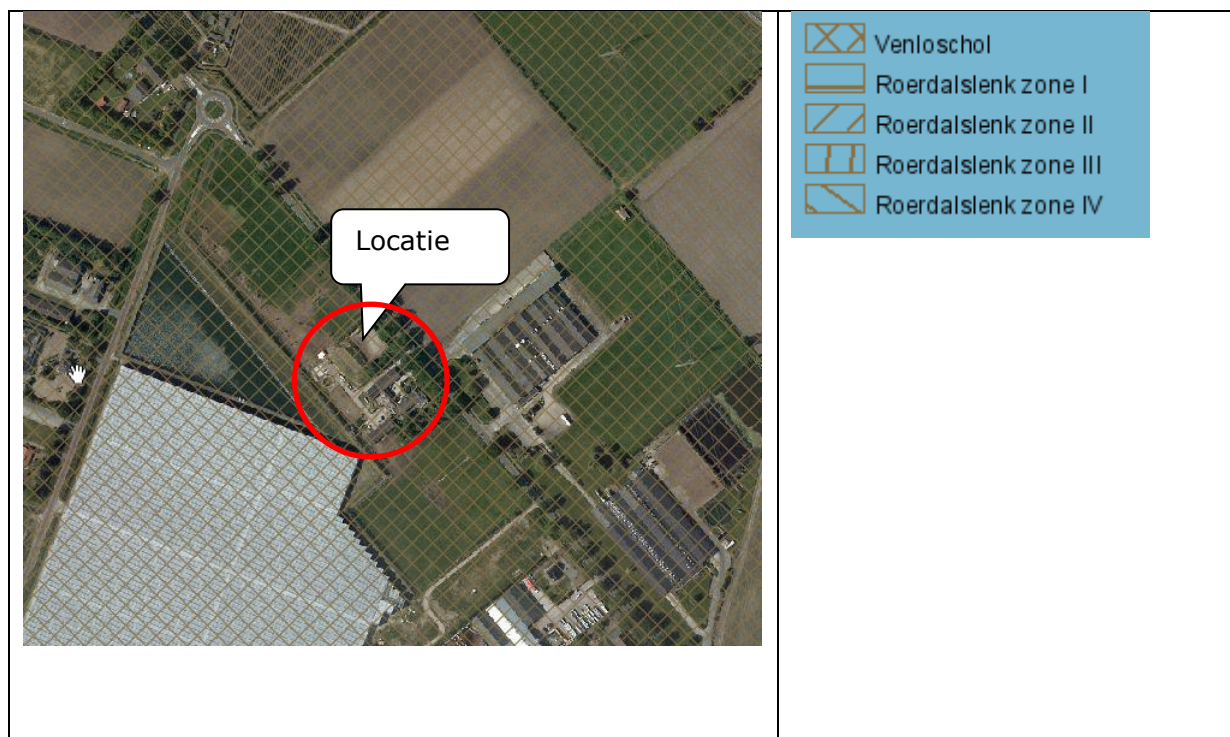 Locatie
Venloschol
Roerdalslenk zone I
Roerdalslenk zone II
Roerdalslenk zone III
Roerdalslenk zone IV